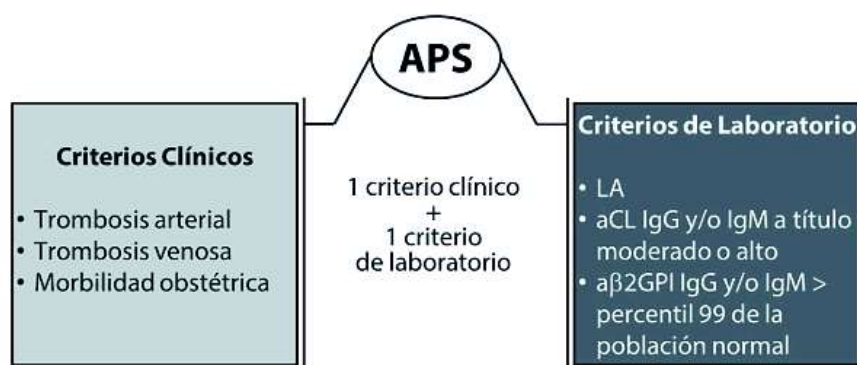 APS
Criterios Clínicos
• Trombosis arterial
• Trombosis venosa
• Morbilidad obstétrica
1 criterio clínico
+
1 criterio
de laboratorio
Criterios de Laboratorio
• LA
• aCL IgG y/o IgM a título
moderado o alto
• aβ2GPI IgG y/o IgM >
percentil 99 de la
población normal